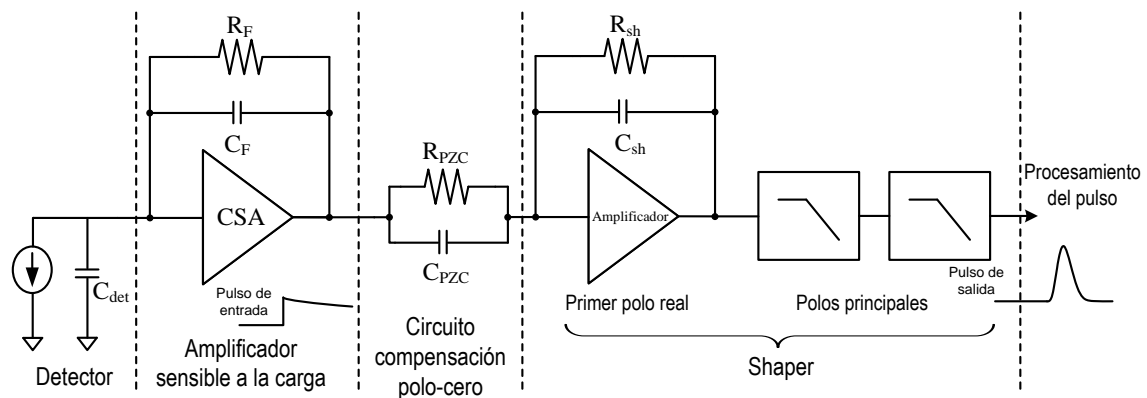 R_F
C_F
CSA
C_det
Pulso de
entrada
Detector
Amplificador
sensible a la carga
R_PZC
C_PZC
Circuito
compensación
polo-cero
R_sh
C_sh
Amplificador
Primer polo real
Polos principales
Shaper
Pulso de
salida
Procesamiento
del pulso